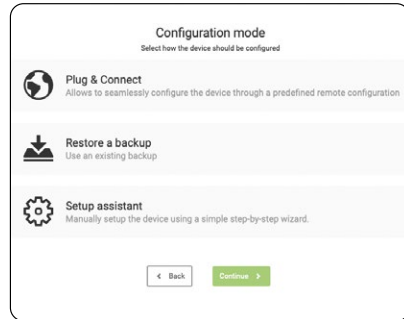 Configuration mode
Select how the device should be configured
Plug & Connect
Allows to seamlessly configure the device through a predefined remote configuration
Restore a backup
Use an existing backup
Setup assistant
Manually setup the device using a simple step-by-step wizard.
Back
Continue